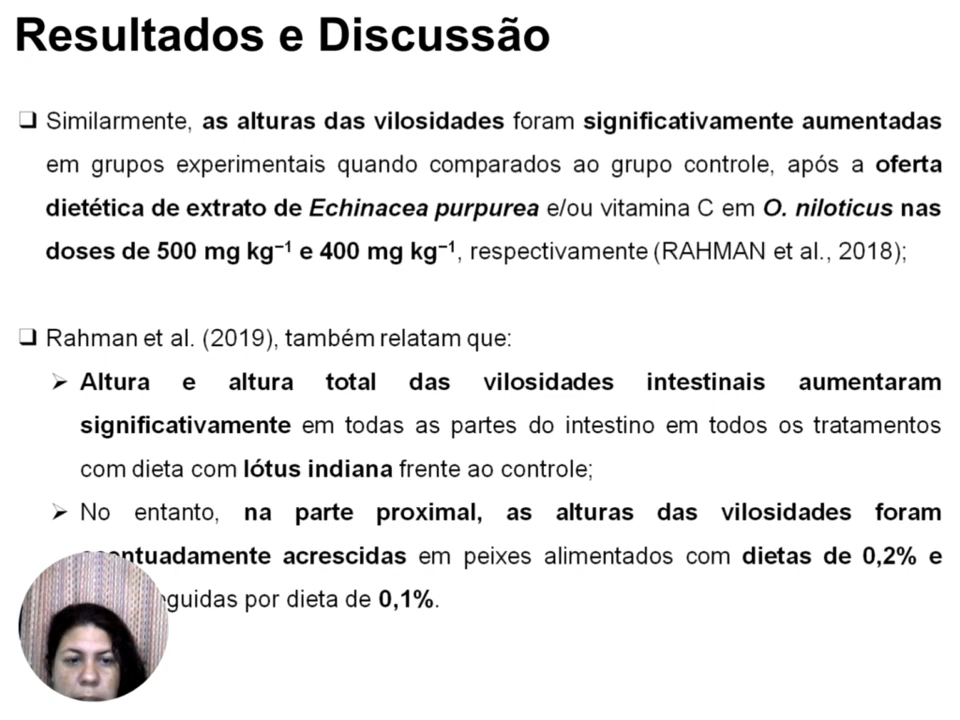 Resultados e Discussão
❑ Similarmente, as alturas das vilosidades foram significativamente aumentadas
em grupos experimentais quando comparados ao grupo controle, após a oferta
dietética de extrato de Echinacea purpurea e/ou vitamina C em O. niloticus nas
doses de 500 mg kg⁻¹ e 400 mg kg⁻¹, respectivamente (RAHMAN et al., 2018);
❑ Rahman et al. (2019), também relatam que:
➢ Altura e altura total das vilosidades intestinais aumentaram
significativamente em todas as partes do intestino em todos os tratamentos
com dieta com lótus indiana frente ao controle;
➢ No entanto, na parte proximal, as alturas das vilosidades foram
acrescidas em peixes alimentados com dietas de 0,2% e
por dieta de 0,1%.